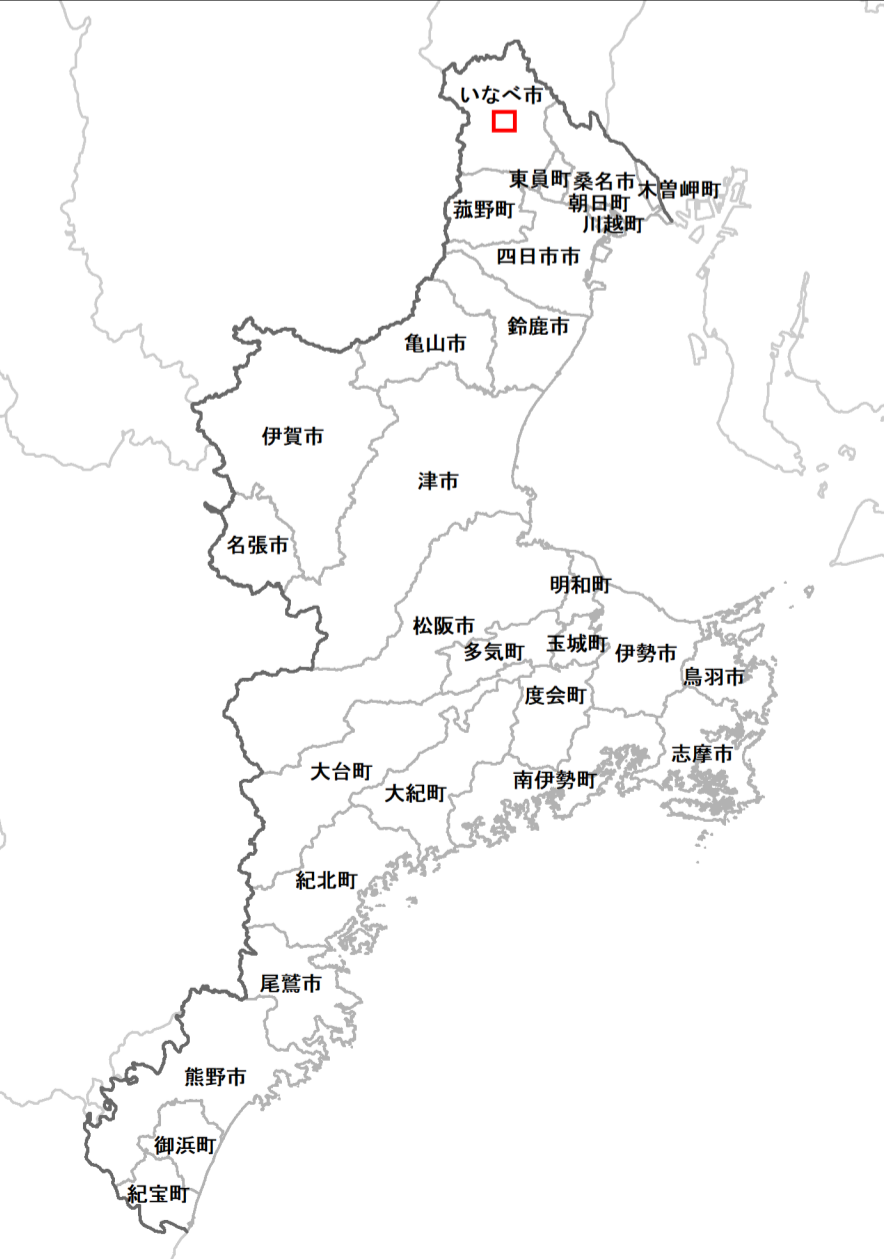 いなべ市
東員町
桑名市
木曽岬町
朝日町
菰野町
川越町
四日市市
鈴鹿市
亀山市
伊賀市
津市
名張市
明和町
松阪市
玉城町
多気町
伊勢市
鳥羽市
度会町
志摩市
大台町
南伊勢町
大紀町
紀北町
尾鷲市
熊野市
御浜町
紀宝町